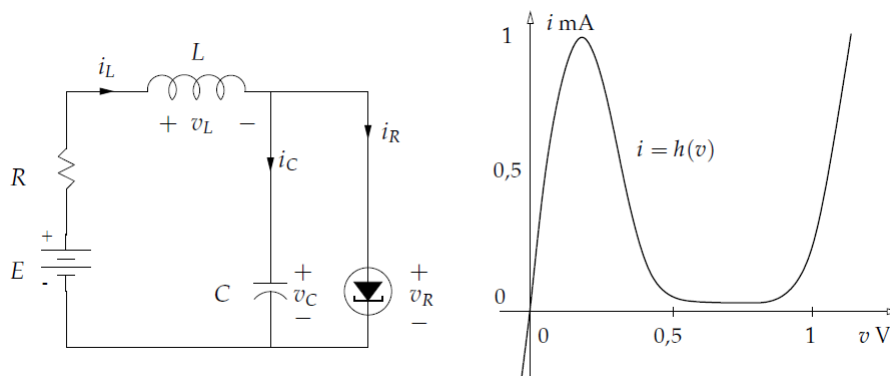 L
i_L
+ v_L −
i_R
i_C
R
+
E
-
C
+
v_C
−
+
v_R
−
i mA
1
i = h(v)
0,5
0
0
0,5
1
v V